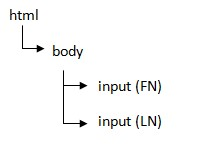 html
body
input (FN)
input (LN)